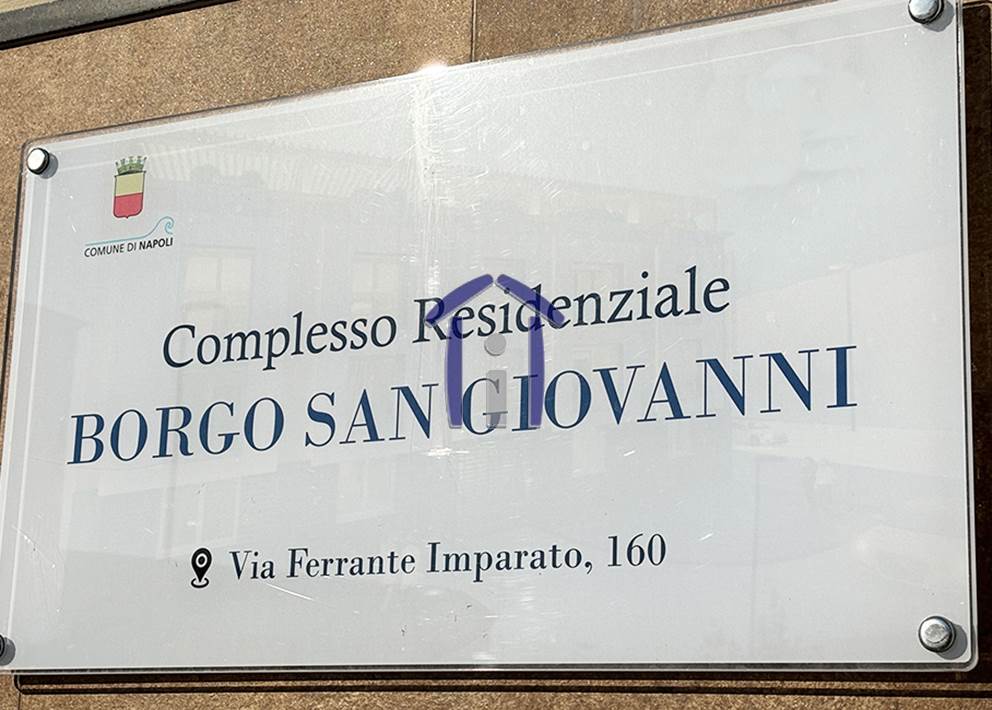 COMUNE DI NAPOLI
Complesso Residenziale
BORGO SAN GIOVANNI
Via Ferrante Imparato, 160